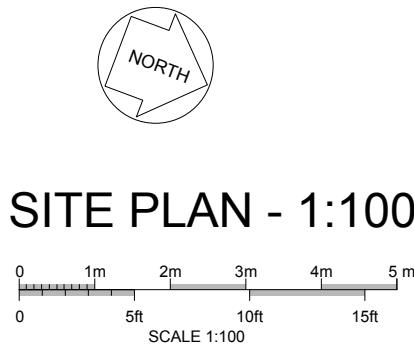 NORTH
SITE PLAN - 1:100
0 1m 2m 3m 4m 5 m
0 5ft 10ft 15ft
SCALE 1:100